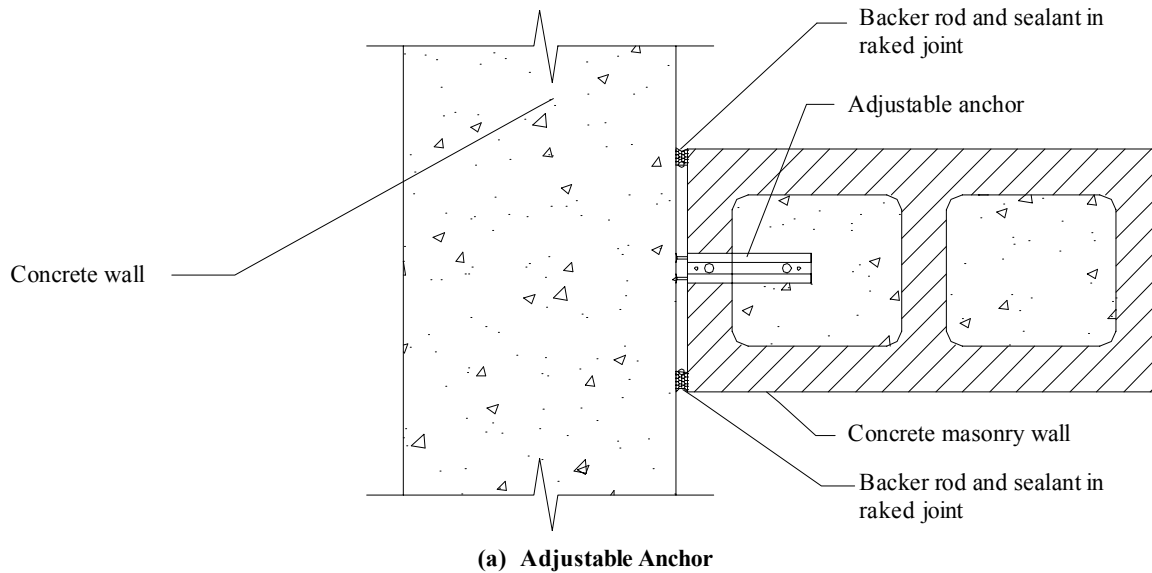 Backer rod and sealant in
raked joint
Adjustable anchor
Concrete wall
Concrete masonry wall
Backer rod and sealant in
raked joint
(a) Adjustable Anchor